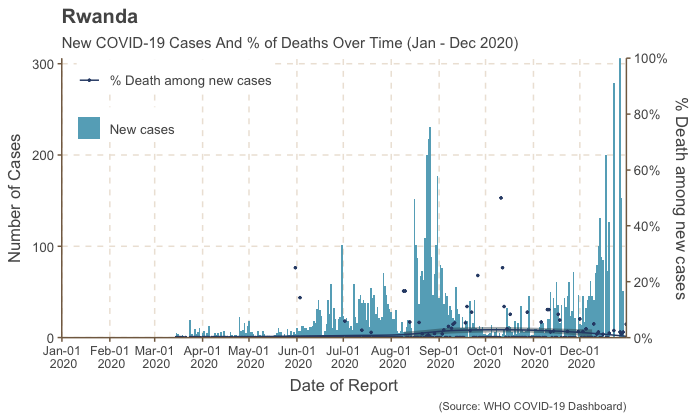 Rwanda
New COVID-19 Cases And % of Deaths Over Time (Jan - Dec 2020)
300
200
100
0
Number of Cases
% Death among new cases
New cases
100%
80%
60%
40%
20%
0%
% Death among new cases
Jan-01 Feb-01 Mar-01 Apr-01 May-01 Jun-01 Jul-01 Aug-01 Sep-01 Oct-01 Nov-01 Dec-01
2020 2020 2020 2020 2020 2020 2020 2020 2020 2020 2020 2020
Date of Report
(Source: WHO COVID-19 Dashboard)